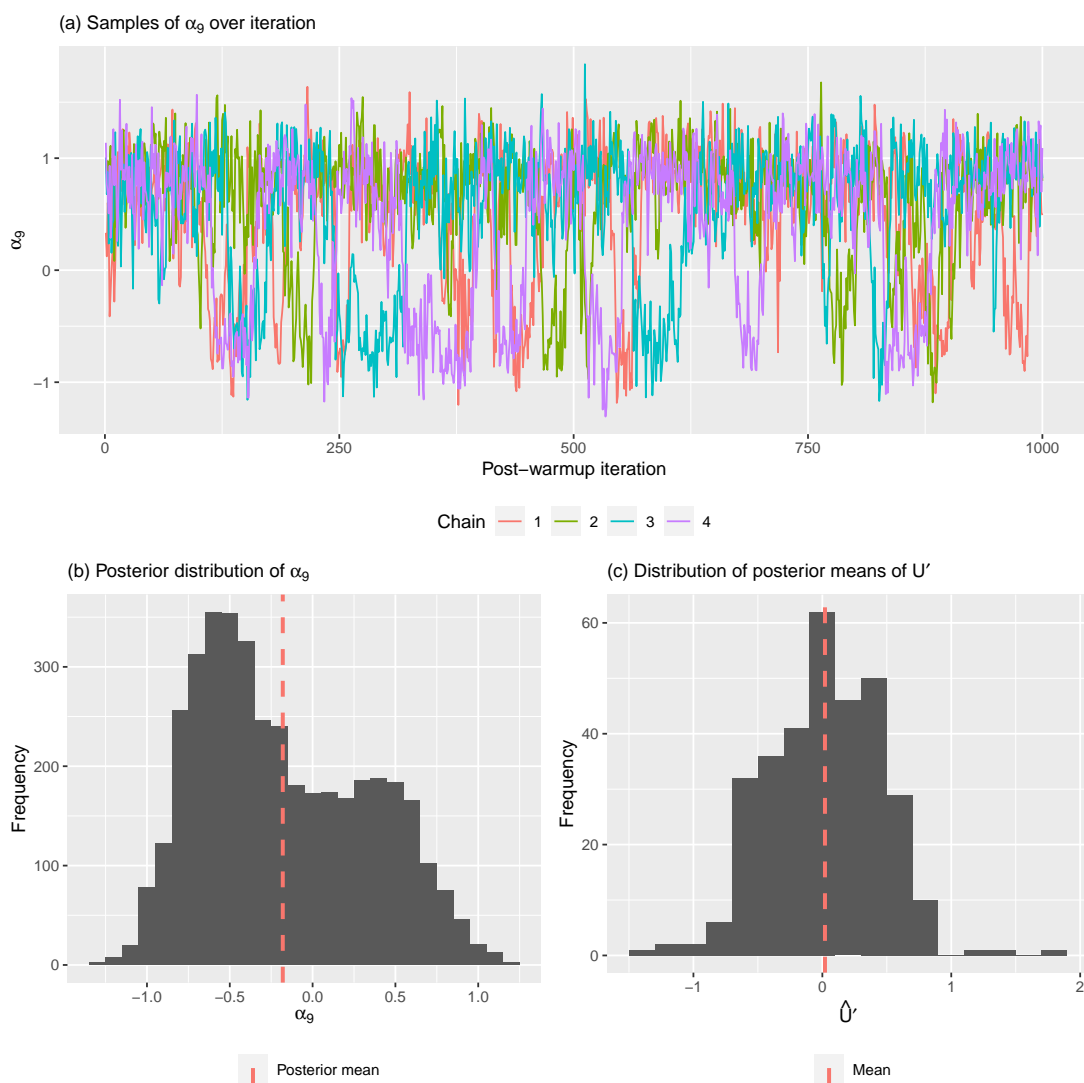 (a) Samples of α₉ over iteration
α₉
1
0
−1
0 250 500 750 1000
Post−warmup iteration
Chain 1 2 3 4
(b) Posterior distribution of α₉
Frequency
300
200
100
0
−1.0 −0.5 0.0 0.5 1.0
α₉
Posterior mean
(c) Distribution of posterior means of U′
Frequency
60
40
20
0
−1 0 1 2
Û′
Mean